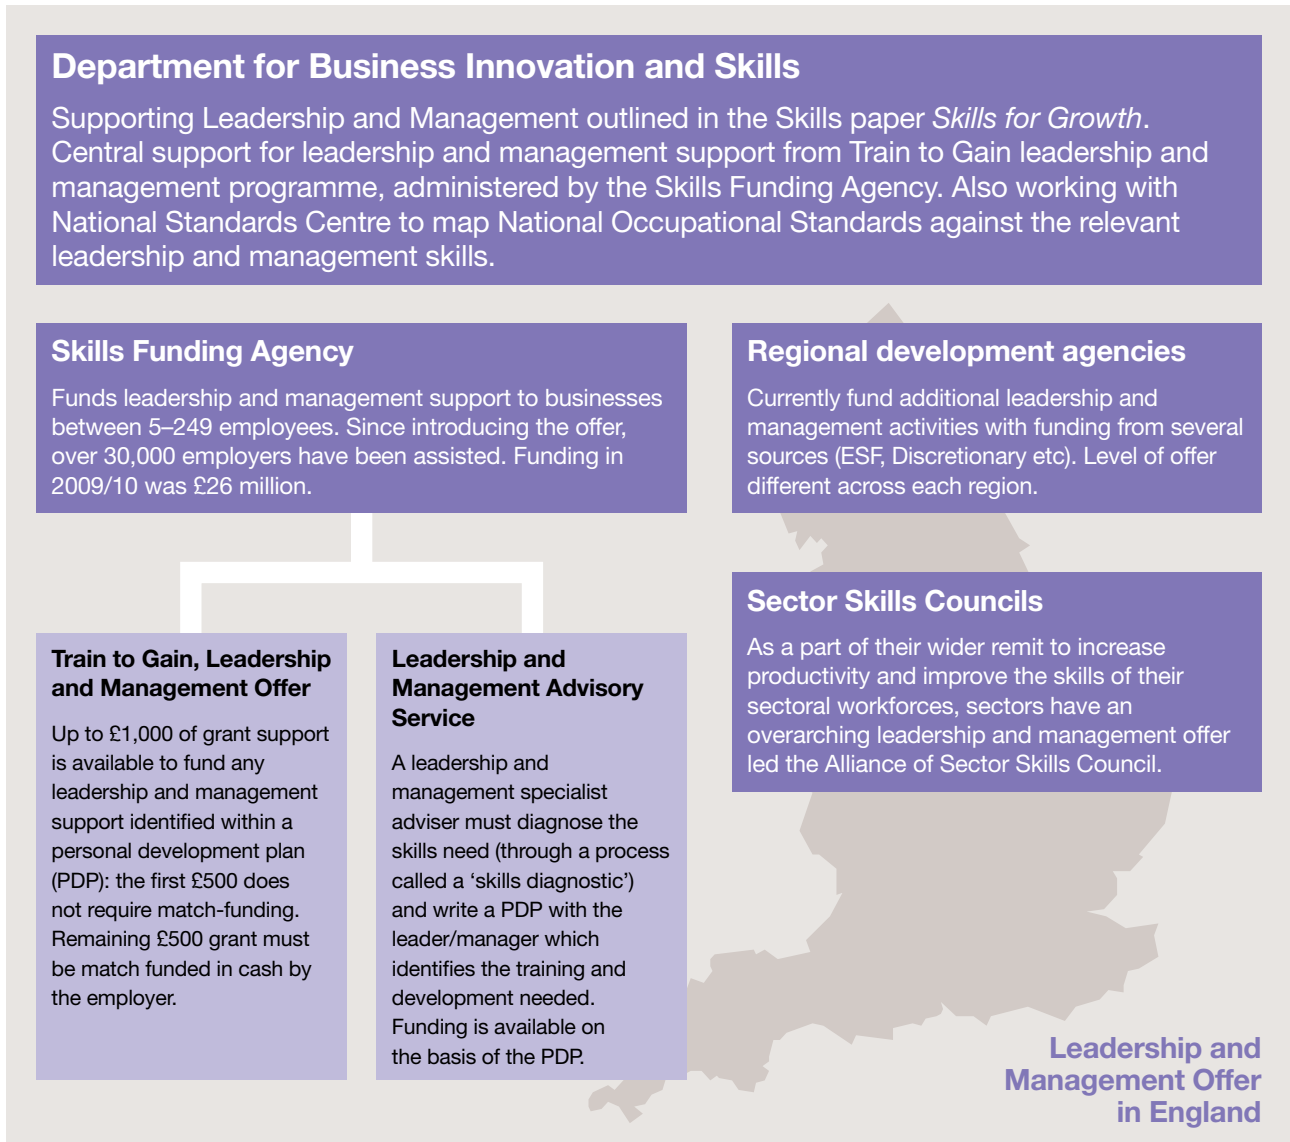 Department for Business Innovation and Skills
Supporting Leadership and Management outlined in the Skills paper Skills for Growth.
Central support for leadership and management support from Train to Gain leadership and
management programme, administered by the Skills Funding Agency. Also working with
National Standards Centre to map National Occupational Standards against the relevant
leadership and management skills.
Skills Funding Agency
Funds leadership and management support to businesses
between 5–249 employees. Since introducing the offer,
over 30,000 employers have been assisted. Funding in
2009/10 was £26 million.
Regional development agencies
Currently fund additional leadership and
management activities with funding from several
sources (ESF, Discretionary etc). Level of offer
different across each region.
Train to Gain, Leadership
and Management Offer
Up to £1,000 of grant support
is available to fund any
leadership and management
support identified within a
personal development plan
(PDP): the first £500 does
not require match-funding.
Remaining £500 grant must
be match funded in cash by
the employer.
Leadership and
Management Advisory
Service
A leadership and
management specialist
adviser must diagnose the
skills need (through a process
called a ‘skills diagnostic’)
and write a PDP with the
leader/manager which
identifies the training and
development needed.
Funding is available on
the basis of the PDP.
Sector Skills Councils
As a part of their wider remit to increase
productivity and improve the skills of their
sectoral workforces, sectors have an
overarching leadership and management offer
led the Alliance of Sector Skills Council.
Leadership and
Management Offer
in England